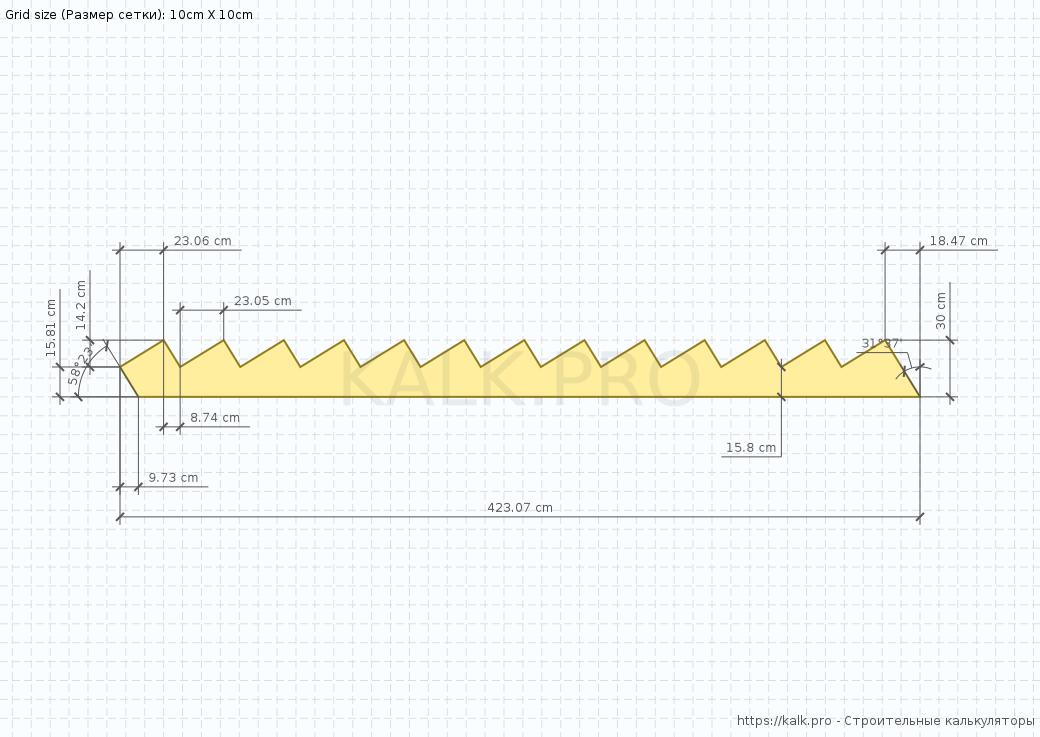 Grid size (Размер сетки): 10cm X 10cm
23.06 cm
18.47 cm
23.05 cm
14.2 cm
15.81 cm
30 cm
58°23'
31°37'
KALK.PRO
8.74 cm
15.8 cm
9.73 cm
423.07 cm
https://kalk.pro - Строительные калькуляторы